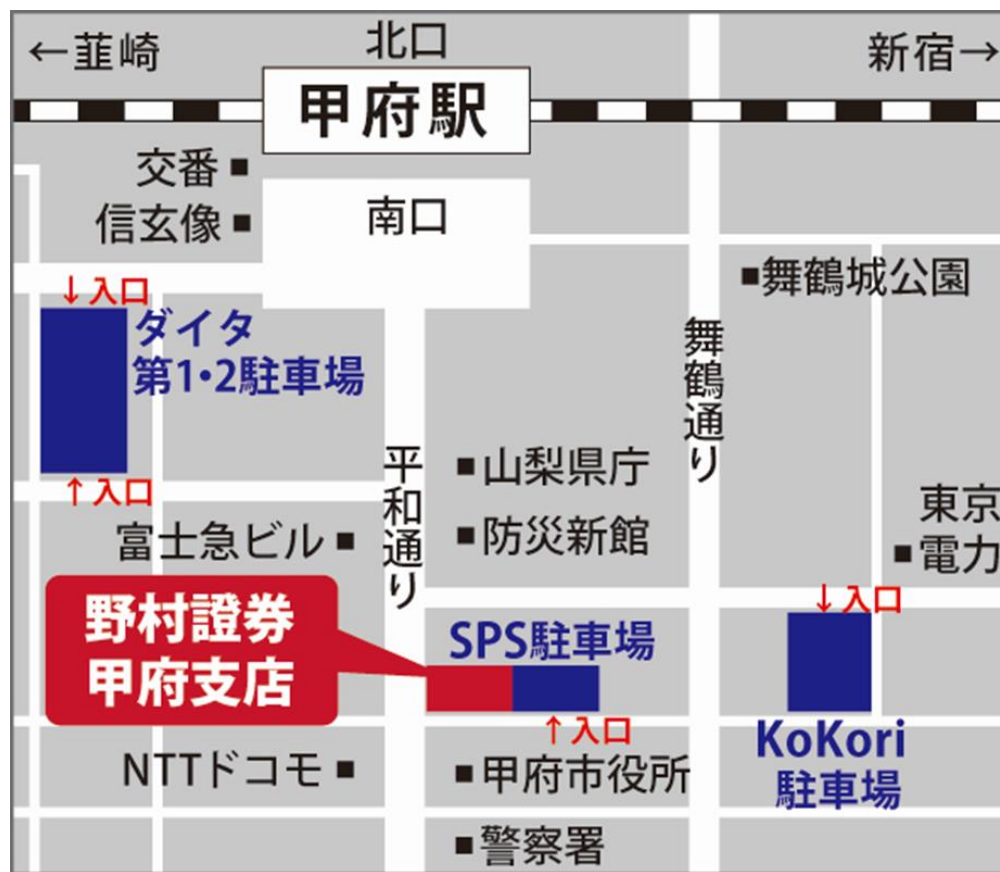 ←韮崎
北口
新宿→
甲府駅
交番
信玄像
南口
舞鶴城公園
↓入口
ダイタ
第1・2駐車場
舞鶴通り
↑入口
平和通り
山梨県庁
防災新館
東京
電力
富士急ビル
野村證券
甲府支店
SPS駐車場
↑入口
↓入口
KoKori
駐車場
NTTドコモ
甲府市役所
警察署